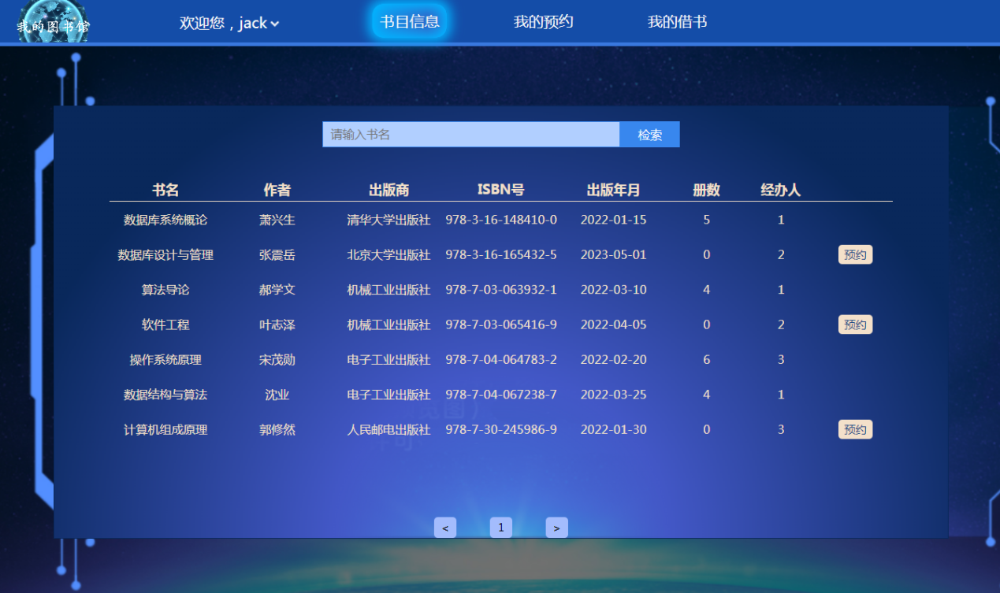 我的图书馆 欢迎您，jack 书目信息 我的预约 我的借书
请输入书名 检索
书名 作者 出版商 ISBN号 出版年月 册数 经办人
数据库系统概论 萧兴生 清华大学出版社 978-3-16-148410-0 2022-01-15 5 1
数据库设计与管理 张震岳 北京大学出版社 978-3-16-165432-5 2023-05-01 0 2 预约
算法导论 郝学文 机械工业出版社 978-7-03-063932-1 2022-03-10 4 1
软件工程 叶志泽 机械工业出版社 978-7-03-065416-9 2022-04-05 0 2 预约
操作系统原理 宋茂勋 电子工业出版社 978-7-04-064783-2 2022-02-20 6 3
数据结构与算法 沈业 电子工业出版社 978-7-04-067238-7 2022-03-25 4 1
计算机组成原理 郭修然 人民邮电出版社 978-7-30-245986-9 2022-01-30 0 3 预约
< 1 >